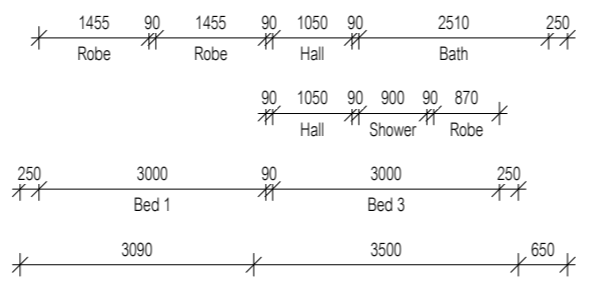 1455 90 1455 90 1050 90 2510 250
Robe Robe Hall Bath
90 1050 90 900 90 870
Hall Shower Robe
250 3000 90 3000 250
Bed 1 Bed 3
3090 3500 650